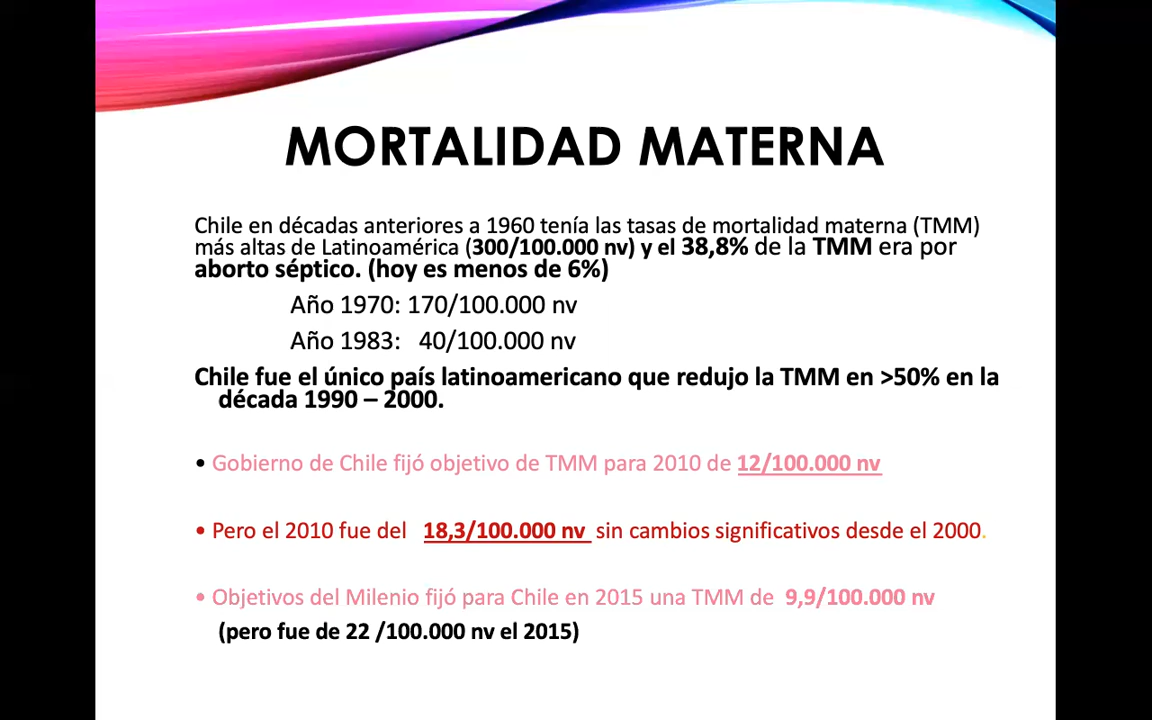 MORTALIDAD MATERNA
Chile en décadas anteriores a 1960 tenía las tasas de mortalidad materna (TMM)
más altas de Latinoamérica (300/100.000 nv) y el 38,8% de la TMM era por
aborto séptico. (hoy es menos de 6%)
Año 1970: 170/100.000 nv
Año 1983: 40/100.000 nv
Chile fue el único país latinoamericano que redujo la TMM en >50% en la
década 1990 – 2000.
• Gobierno de Chile fijó objetivo de TMM para 2010 de 12/100.000 nv
• Pero el 2010 fue del 18,3/100.000 nv sin cambios significativos desde el 2000.
• Objetivos del Milenio fijó para Chile en 2015 una TMM de 9,9/100.000 nv
(pero fue de 22 /100.000 nv el 2015)